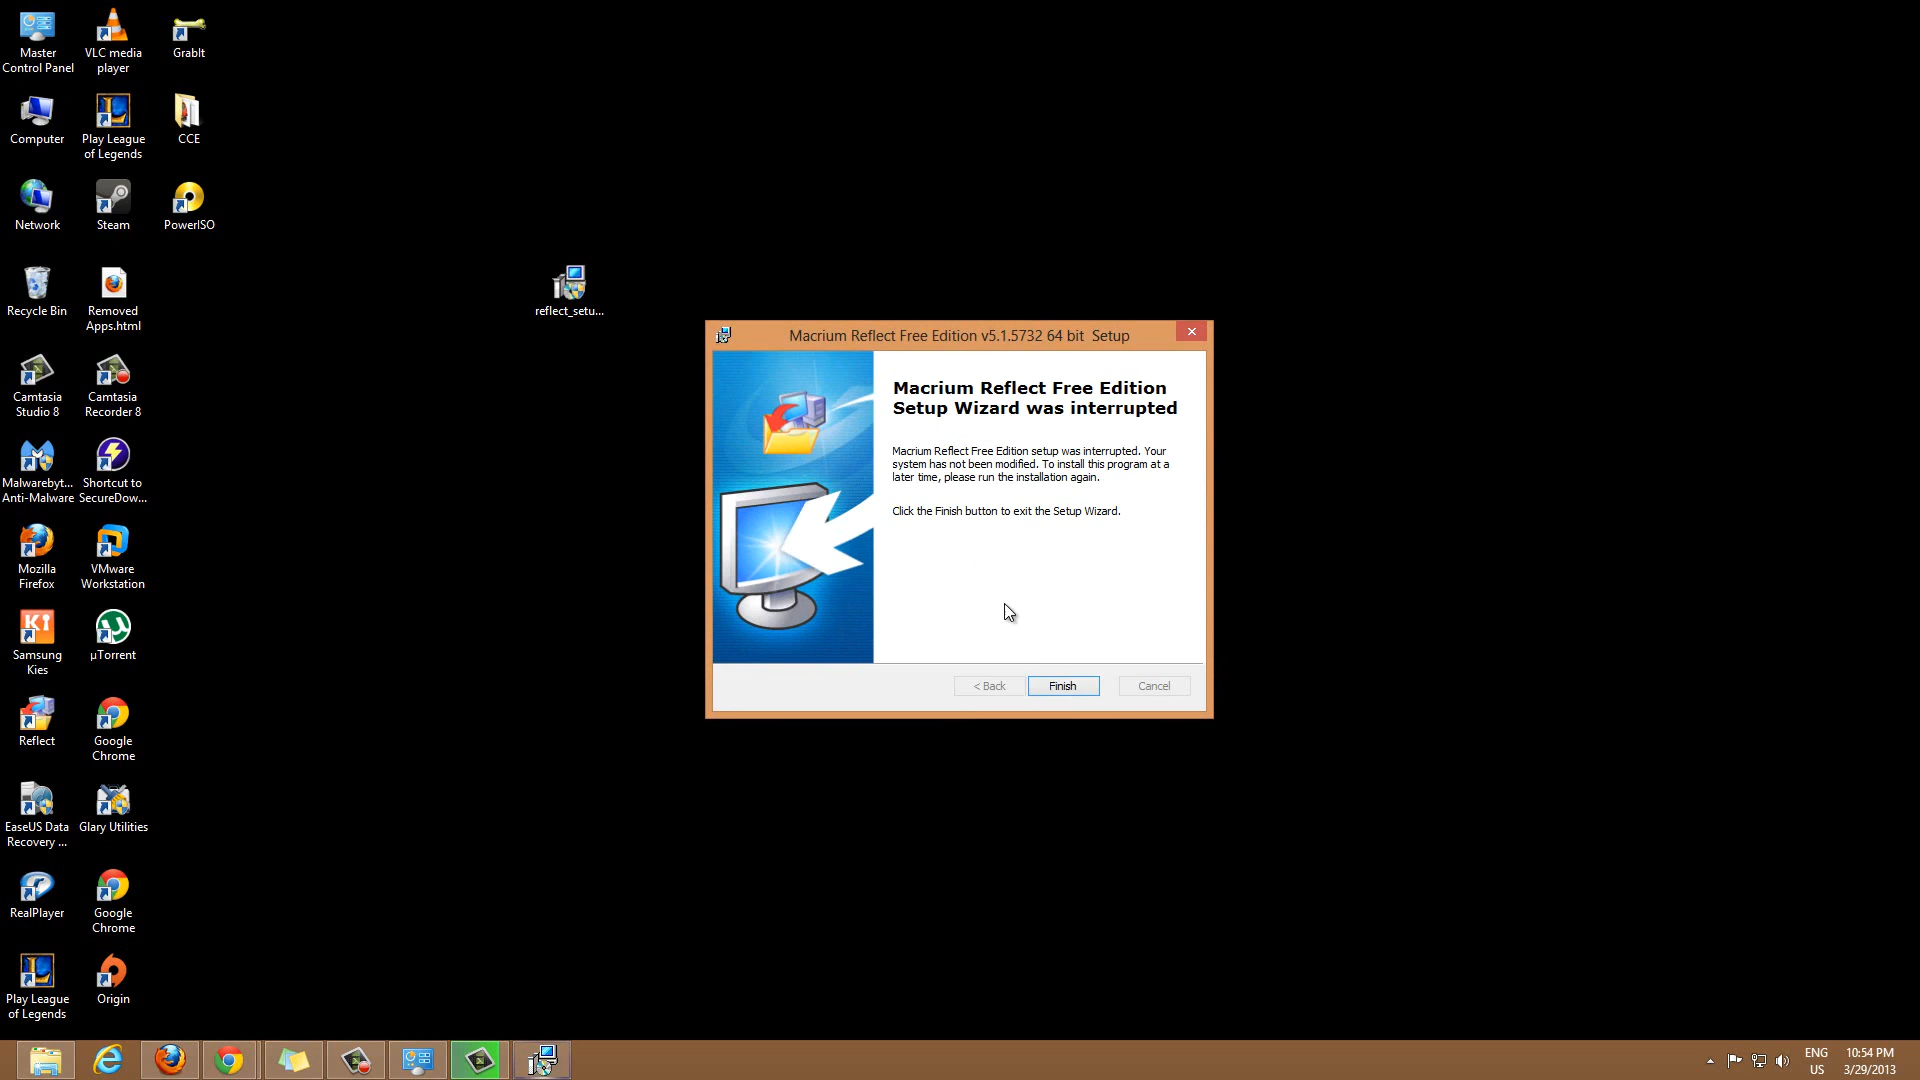 Master
Control Panel
VLC media
player
GrabIt
Computer
Play League
of Legends
CCE
Network
Steam
PowerISO
Recycle Bin
Removed
Apps.html
reflect_setu...
Camtasia
Studio 8
Camtasia
Recorder 8
Malwarebyt...
Anti-Malware
Shortcut to
SecureDow...
Mozilla
Firefox
VMware
Workstation
Samsung
Kies
µTorrent
Reflect
Google
Chrome
EaseUS Data
Recovery ...
Glary Utilities
RealPlayer
Google
Chrome
Play League
of Legends
Origin
Macrium Reflect Free Edition v5.1.5732 64 bit Setup
Macrium Reflect Free Edition
Setup Wizard was interrupted
Macrium Reflect Free Edition setup was interrupted. Your
system has not been modified. To install this program at a
later time, please run the installation again.
Click the Finish button to exit the Setup Wizard.
< Back
Finish
Cancel
ENG
US
10:54 PM
3/29/2013